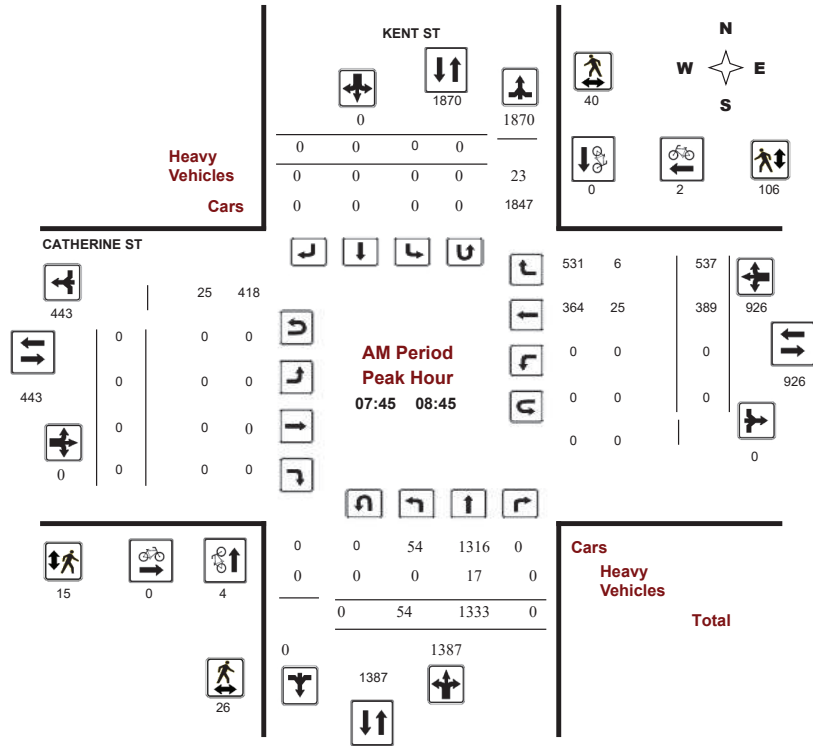 N
KENT ST
W E
S
1870
40
0 1870
0 0 0 0
Heavy
Vehicles
0 0 0 0 23
Cars
0 0 0 0 1847
0 2 106
CATHERINE ST
531 6 537
25 418
443
364 25 389 926
0 0 0
AM Period
Peak Hour
0 0 0
443
07:45 08:45
926
0 0 0
0 0 0
0 0 0
0 0
0 0 0
0
0
0 0 54 1316 0
Cars
0 0 0 17 0
Heavy
Vehicles
15 0 4
0 54 1333 0
Total
0 1387
1387
26